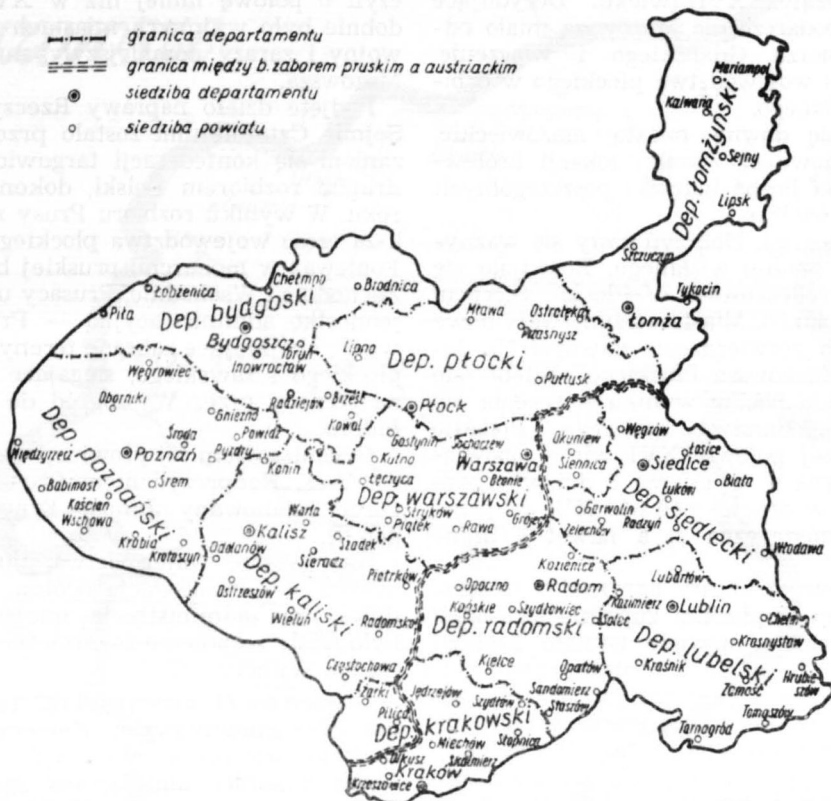 granica departamentu
granica między b. zaborem pruskim a austriackim
siedziba departamentu
siedziba powiatu
Mariampol
Kalwaria
Sejny
Lipsk
Dep. łomżyński
Szczuczyn
Tykocin
Łomża
Łobżenica
Chełmno
Brodnica
Piła
Dep. bydgoski
Bydgoszcz
Toruń
Inowrocław
Mława
Ostrołęka
Przasnysz
Lipno
Dep. płocki
Pułtusk
Wągrowiec
Oborniki
Gniezno
Radziejów
Brześć
Kowal
Płock
Powidz
Gostynin
Sochaczew
Okuniew
Węgrów
Międzyrzecz
Środa
Poznań
Pyzdry
Konin
Kutno
Warszawa
Siennica
Siedlce
Łosice
Biała
Dep. poznański
Babimost
Śrem
Kościan
Wschowa
Łęczyca
Błonie
Dep. warszawski
Garwolin
Łuków
Dep. siedlecki
Krobia
Krotoszyn
Odolanów
Kalisz
Warta
Stryków
Piątek
Rawa
Grójec
Żelechów
Radzyń
Włodawa
Szadek
Sieradz
Ostrzeszów
Dep. kaliski
Wieluń
Piotrków
Radomsko
Kozienice
Opoczno
Radom
Końskie
Szydłowiec
Dep. radomski
Solec
Kazimierz
Lubartów
Lublin
Chełm
Krasnystaw
Dep. lubelski
Kraśnik
Zamość
Hrubie
szów
Tomaszów
Tarnogród
Częstochowa
Kielce
Opatów
Żarki
Jędrzejów
Szydłów
Sandomierz
Staszów
Pilica
Dep. krakowski
Miechów
Stopnica
Skalmierz
Olkusz
Kraków
Krzeszowice